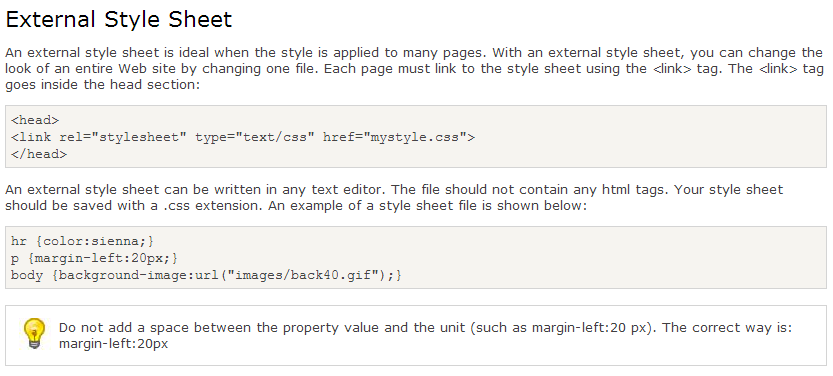 External Style Sheet
An external style sheet is ideal when the style is applied to many pages. With an external style sheet, you can change the
look of an entire Web site by changing one file. Each page must link to the style sheet using the <link> tag. The <link> tag
goes inside the head section:
<head>
<link rel="stylesheet" type="text/css" href="mystyle.css">
</head>
An external style sheet can be written in any text editor. The file should not contain any html tags. Your style sheet
should be saved with a .css extension. An example of a style sheet file is shown below:
hr {color:sienna;}
p {margin-left:20px;}
body {background-image:url("images/back40.gif");}
Do not add a space between the property value and the unit (such as margin-left:20 px). The correct way is:
margin-left:20px